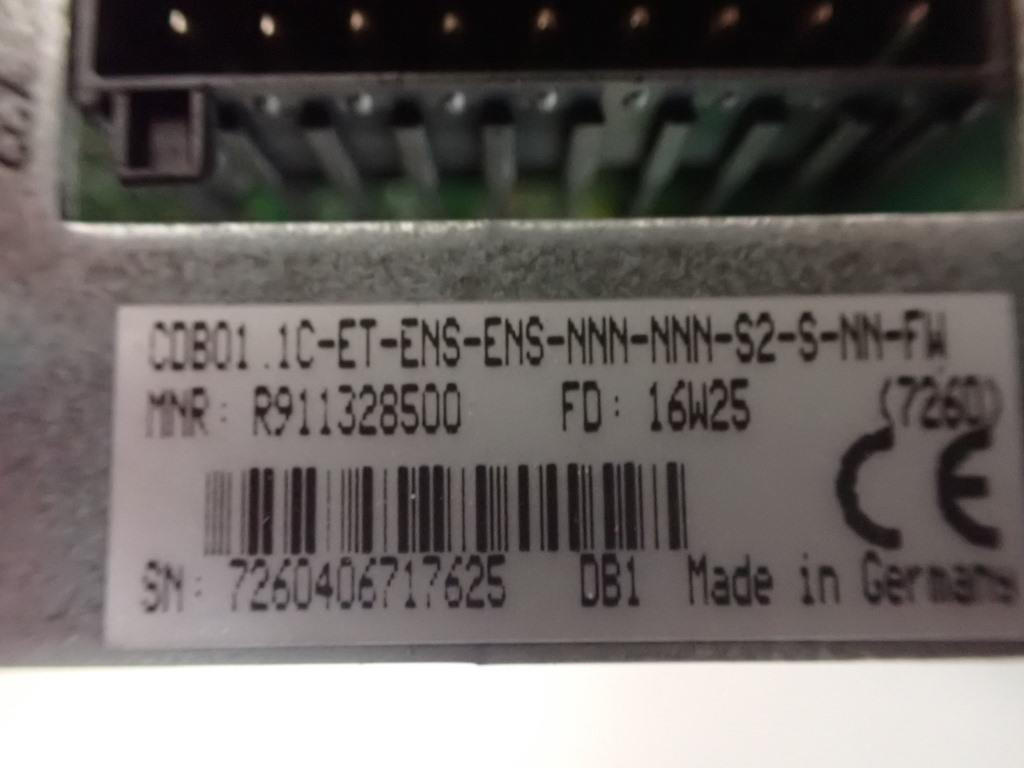 CDB01.1C-ET-ENS-ENS-NNN-NNN-S2-S-NN-FW
MNR: R911328500 FD: 16W25 (7260)
CE
SN: 7260406717625 DB1 Made in Germany